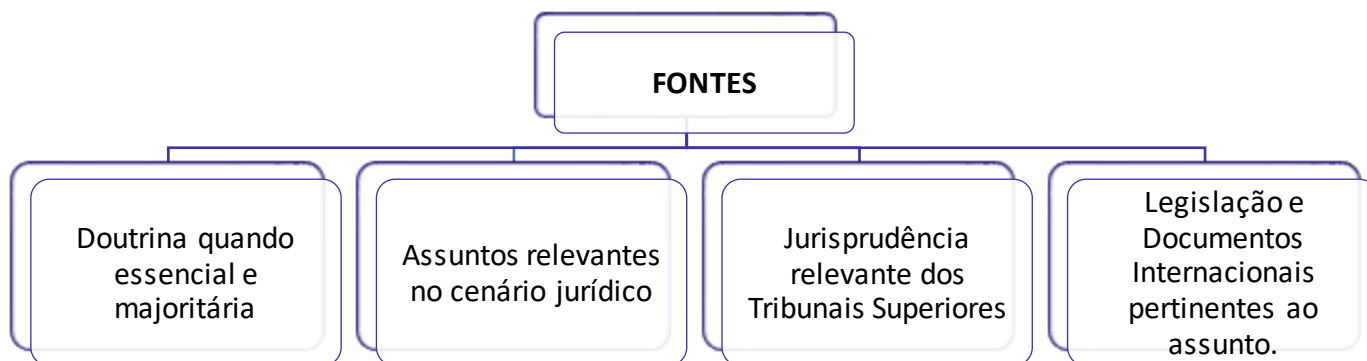 FONTES
Doutrina quando
essencial e
majoritária
Assuntos relevantes
no cenário jurídico
Jurisprudência
relevante dos
Tribunais Superiores
Legislação e
Documentos
Internacionais
pertinentes ao
assunto.